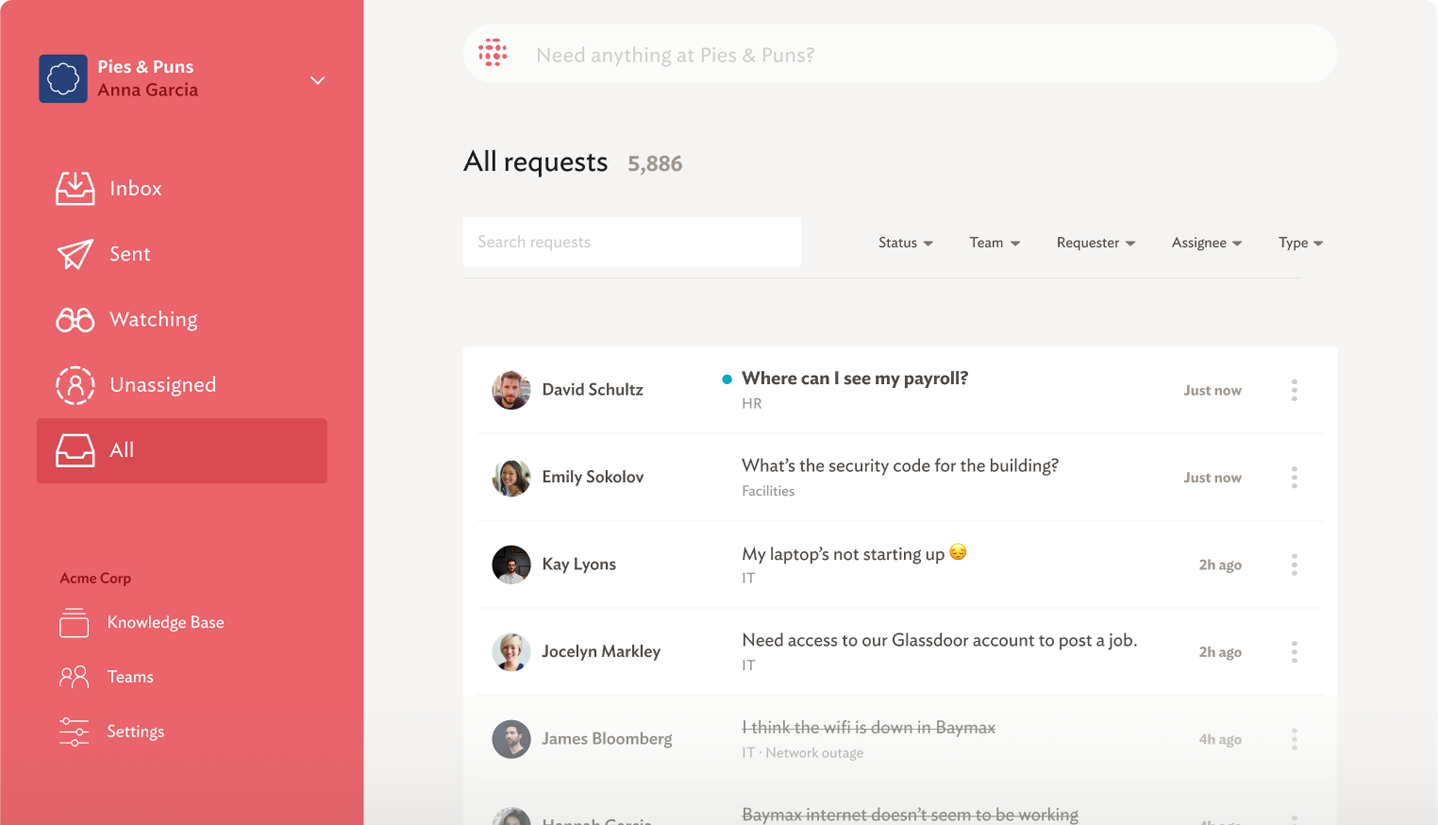 Pies & Puns
Anna Garcia
Inbox
Sent
Watching
Unassigned
All
Acme Corp
Knowledge Base
Teams
Settings
Need anything at Pies & Puns?
All requests 5,886
Search requests
Status Team Requester Assignee Type
David Schultz
Where can I see my payroll?
HR
Just now
Emily Sokolov
What's the security code for the building?
Facilities
Just now
Kay Lyons
My laptop's not starting up 😔
IT
2h ago
Jocelyn Markley
Need access to our Glassdoor account to post a job.
IT
2h ago
James Bloomberg
I think the wifi is down in Baymax
IT · Network outage
4h ago
Hannah Garcia
Baymax internet doesn't seem to be working
4h ago